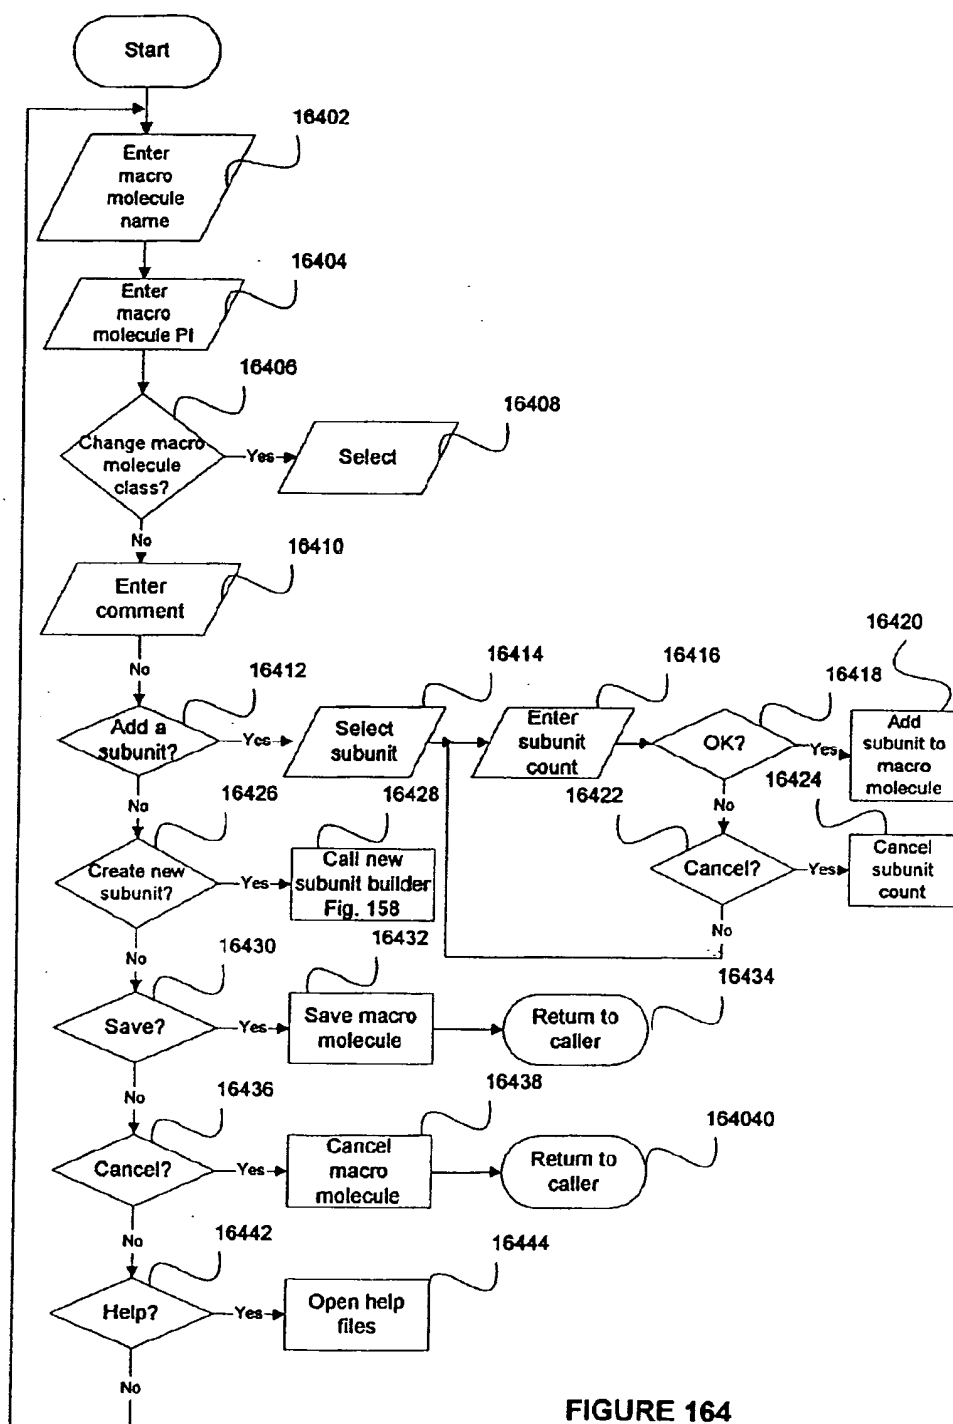 Start
16402
Enter
macro
molecule
name
16404
Enter
macro
molecule PI
16406
Change macro
molecule
class?
Yes
16408
Select
No
16410
Enter
comment
No
16412
Add a
subunit?
Yes
16414
Select
subunit
16416
Enter
subunit
count
16418
OK?
Yes
16420
Add
subunit to
macro
molecule
No
16422
Cancel?
Yes
16424
Cancel
subunit
count
No
No
16426
Create new
subunit?
Yes
16428
Call new
subunit builder
Fig. 158
No
16430
Save?
Yes
16432
Save macro
molecule
16434
Return to
caller
No
16436
Cancel?
Yes
16438
Cancel
macro
molecule
164040
Return to
caller
No
16442
Help?
Yes
16444
Open help
files
No
FIGURE 164